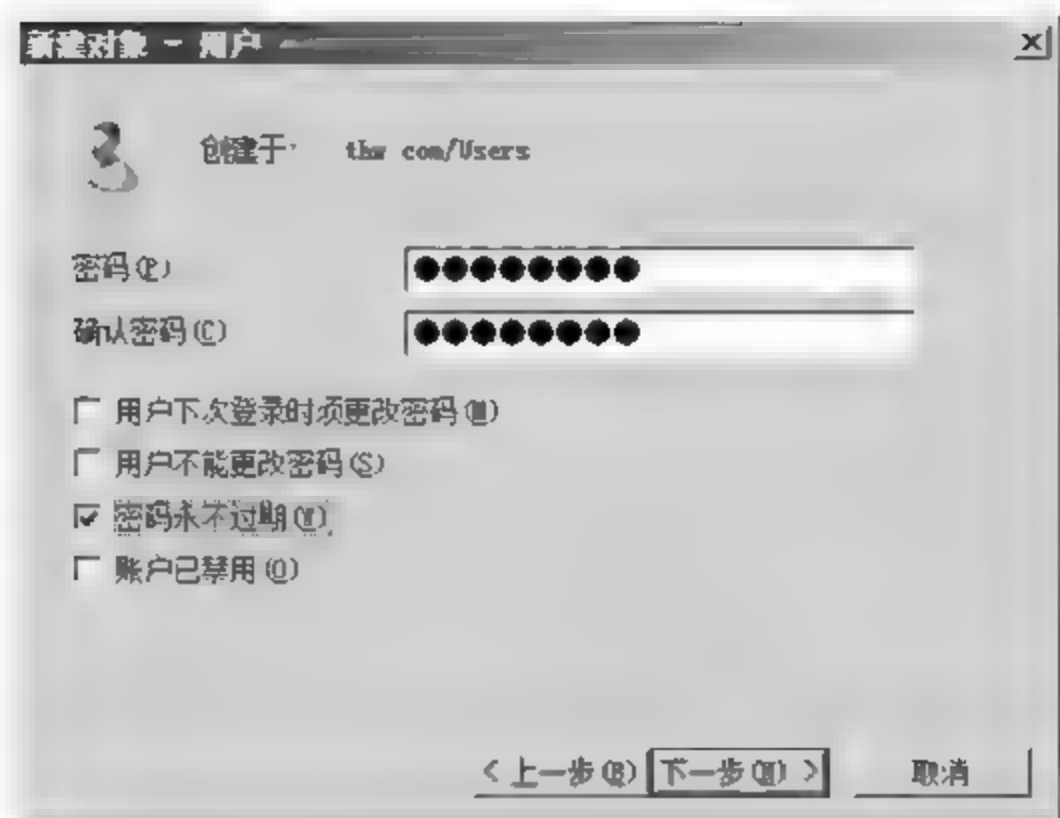 新建对象 - 用户
创建于: thw com/Users
密码(P)
●●●●●●●●
确认密码(C)
●●●●●●●●
用户下次登录时须更改密码(M)
用户不能更改密码(S)
密码永不过期(W)
账户已禁用(O)
< 上一步(B) 下一步(N) > 取消